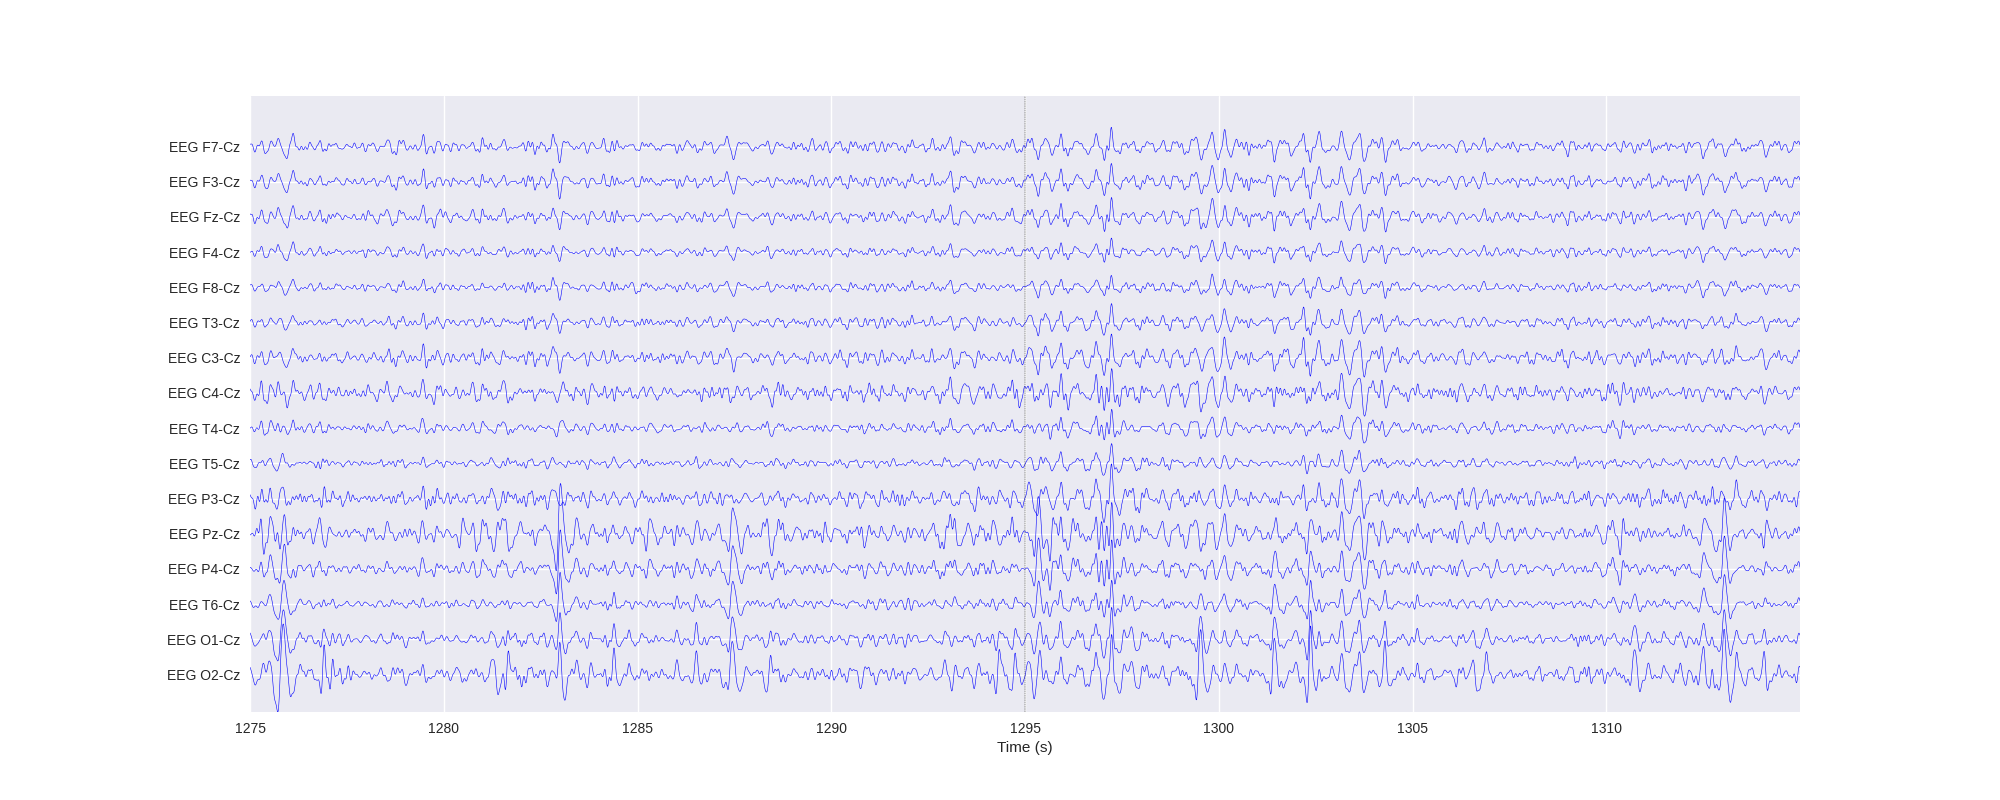 EEG F7-Cz
EEG F3-Cz
EEG Fz-Cz
EEG F4-Cz
EEG F8-Cz
EEG T3-Cz
EEG C3-Cz
EEG C4-Cz
EEG T4-Cz
EEG T5-Cz
EEG P3-Cz
EEG Pz-Cz
EEG P4-Cz
EEG T6-Cz
EEG O1-Cz
EEG O2-Cz
1275 1280 1285 1290 1295 1300 1305 1310
Time (s)